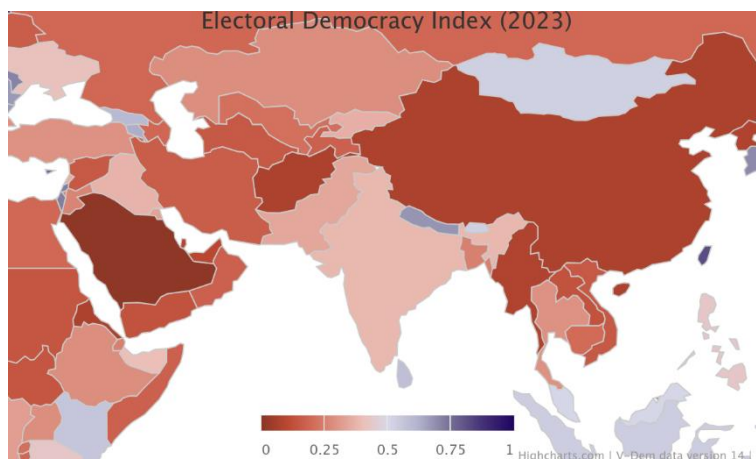 Electoral Democracy Index (2023)
0 0.25 0.5 0.75 1
Highcharts.com | V-Dem data version 14